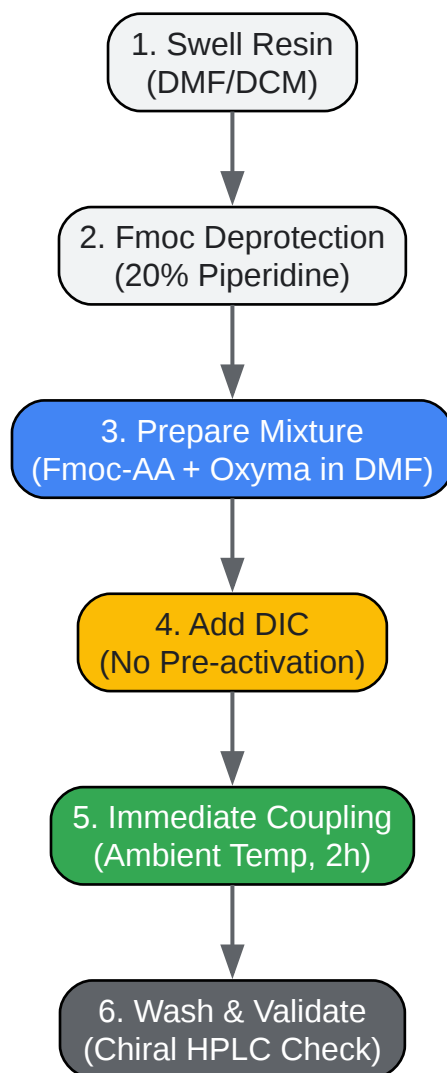 1. Swell Resin
(DMF/DCM)
2. Fmoc Deprotection
(20% Piperidine)
3. Prepare Mixture
(Fmoc-AA + Oxyma in DMF)
4. Add DIC
(No Pre-activation)
5. Immediate Coupling
(Ambient Temp, 2h)
6. Wash & Validate
(Chiral HPLC Check)